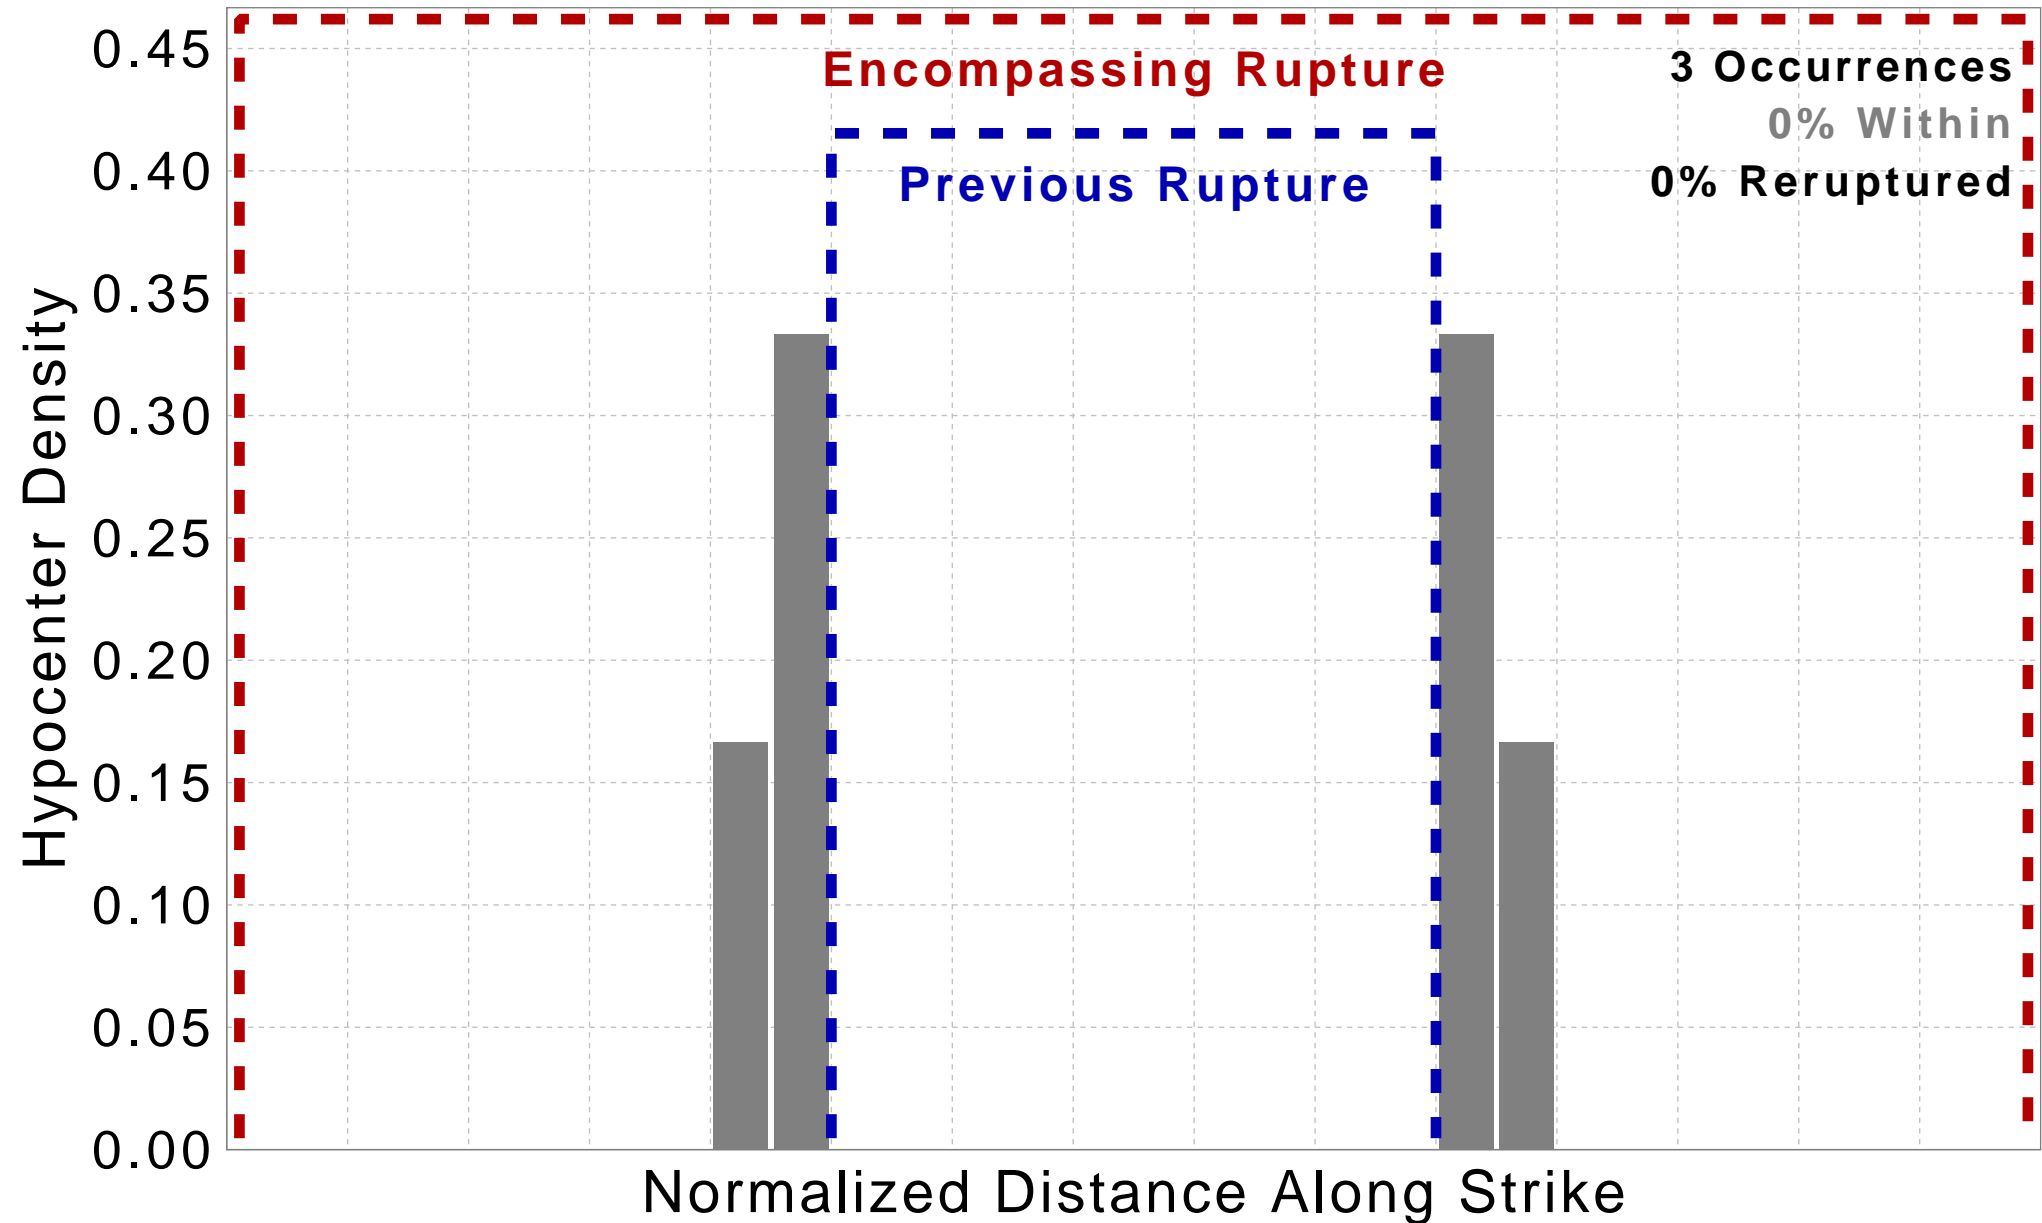 0.45
0.40
0.35
0.30
0.25
0.20
0.15
0.10
0.05
0.00
Hypocenter Density
Encompassing Rupture
Previous Rupture
3 Occurrences
0% Within
0% Reruptured
Normalized Distance Along Strike